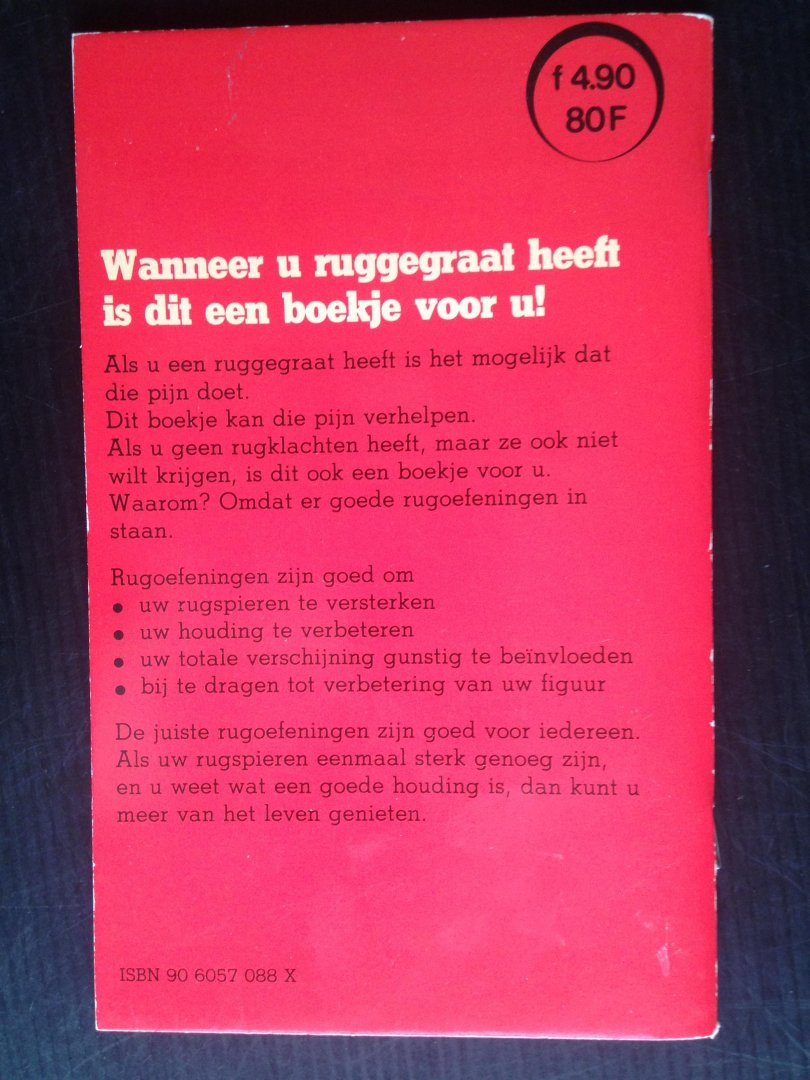 f 4.90
80F
Wanneer u ruggegraat heeft
is dit een boekje voor u!
Als u een ruggegraat heeft is het mogelijk dat
die pijn doet.
Dit boekje kan die pijn verhelpen.
Als u geen rugklachten heeft, maar ze ook niet
wilt krijgen, is dit ook een boekje voor u.
Waarom? Omdat er goede rugoefeningen in
staan.
Rugoefeningen zijn goed om
• uw rugspieren te versterken
• uw houding te verbeteren
• uw totale verschijning gunstig te beïnvloeden
• bij te dragen tot verbetering van uw figuur
De juiste rugoefeningen zijn goed voor iedereen.
Als uw rugspieren eenmaal sterk genoeg zijn,
en u weet wat een goede houding is, dan kunt u
meer van het leven genieten.
ISBN 90 6057 088 X